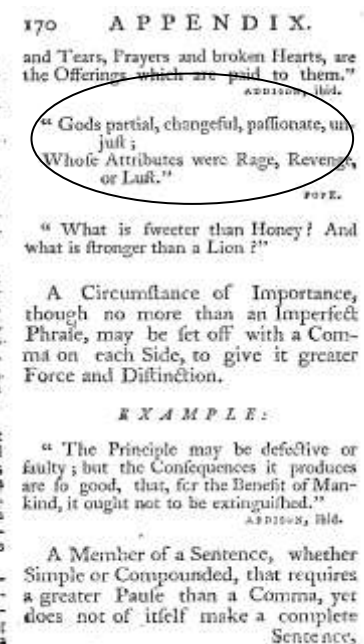 170 APPENDIX.
and Tears, Prayers and broken Hearts, are
the Offerings which are paid to them.”
ADDISON, ibid.
“ Gods partial, changeful, paſſionate, un-
juſt ;
Whoſe Attributes were Rage, Revenge,
or Luſt.”
POPE.
“ What is ſweeter than Honey? And
what is ſtronger than a Lion ?”
A Circumſtance of Importance,
though no more than an Imperfect
Phraſe, may be ſet off with a Com-
ma on each Side, to give it greater
Force and Diſtinction.
EXAMPLE:
“ The Principle may be defective or
faulty ; but the Conſequences it produces
are ſo good, that, for the Benefit of Man-
kind, it ought not to be extinguiſhed.”
ADDISON, ibid.
A Member of a Sentence, whether
Simple or Compounded, that requires
a greater Pauſe than a Comma, yet
does not of itſelf make a complete
Sentence,